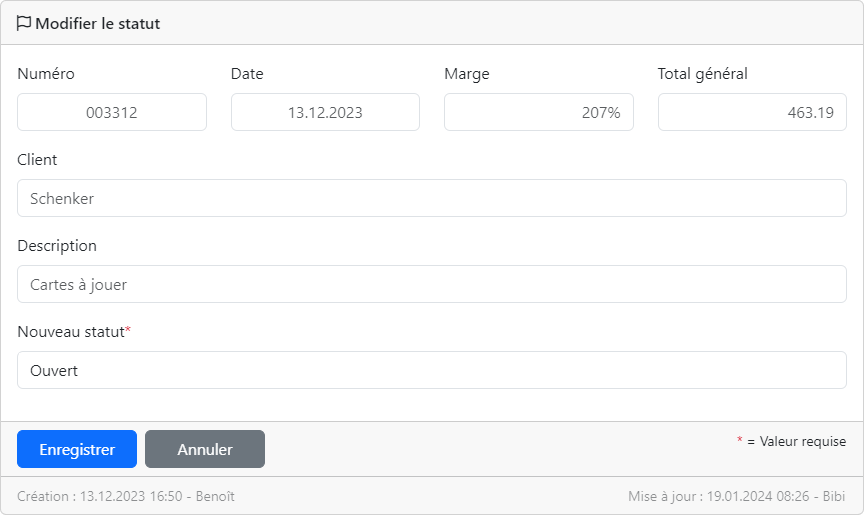 Modifier le statut
Numéro Date Marge Total général
003312 13.12.2023 207% 463.19
Client
Schenker
Description
Cartes à jouer
Nouveau statut*
Ouvert
Enregistrer Annuler * = Valeur requise
Création : 13.12.2023 16:50 - Benoît Mise à jour : 19.01.2024 08:26 - Bibi